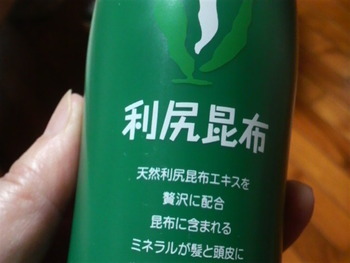 利尻昆布
天然利尻昆布エキスを
贅沢に配合
昆布に含まれる
ミネラルが髪と頭皮に